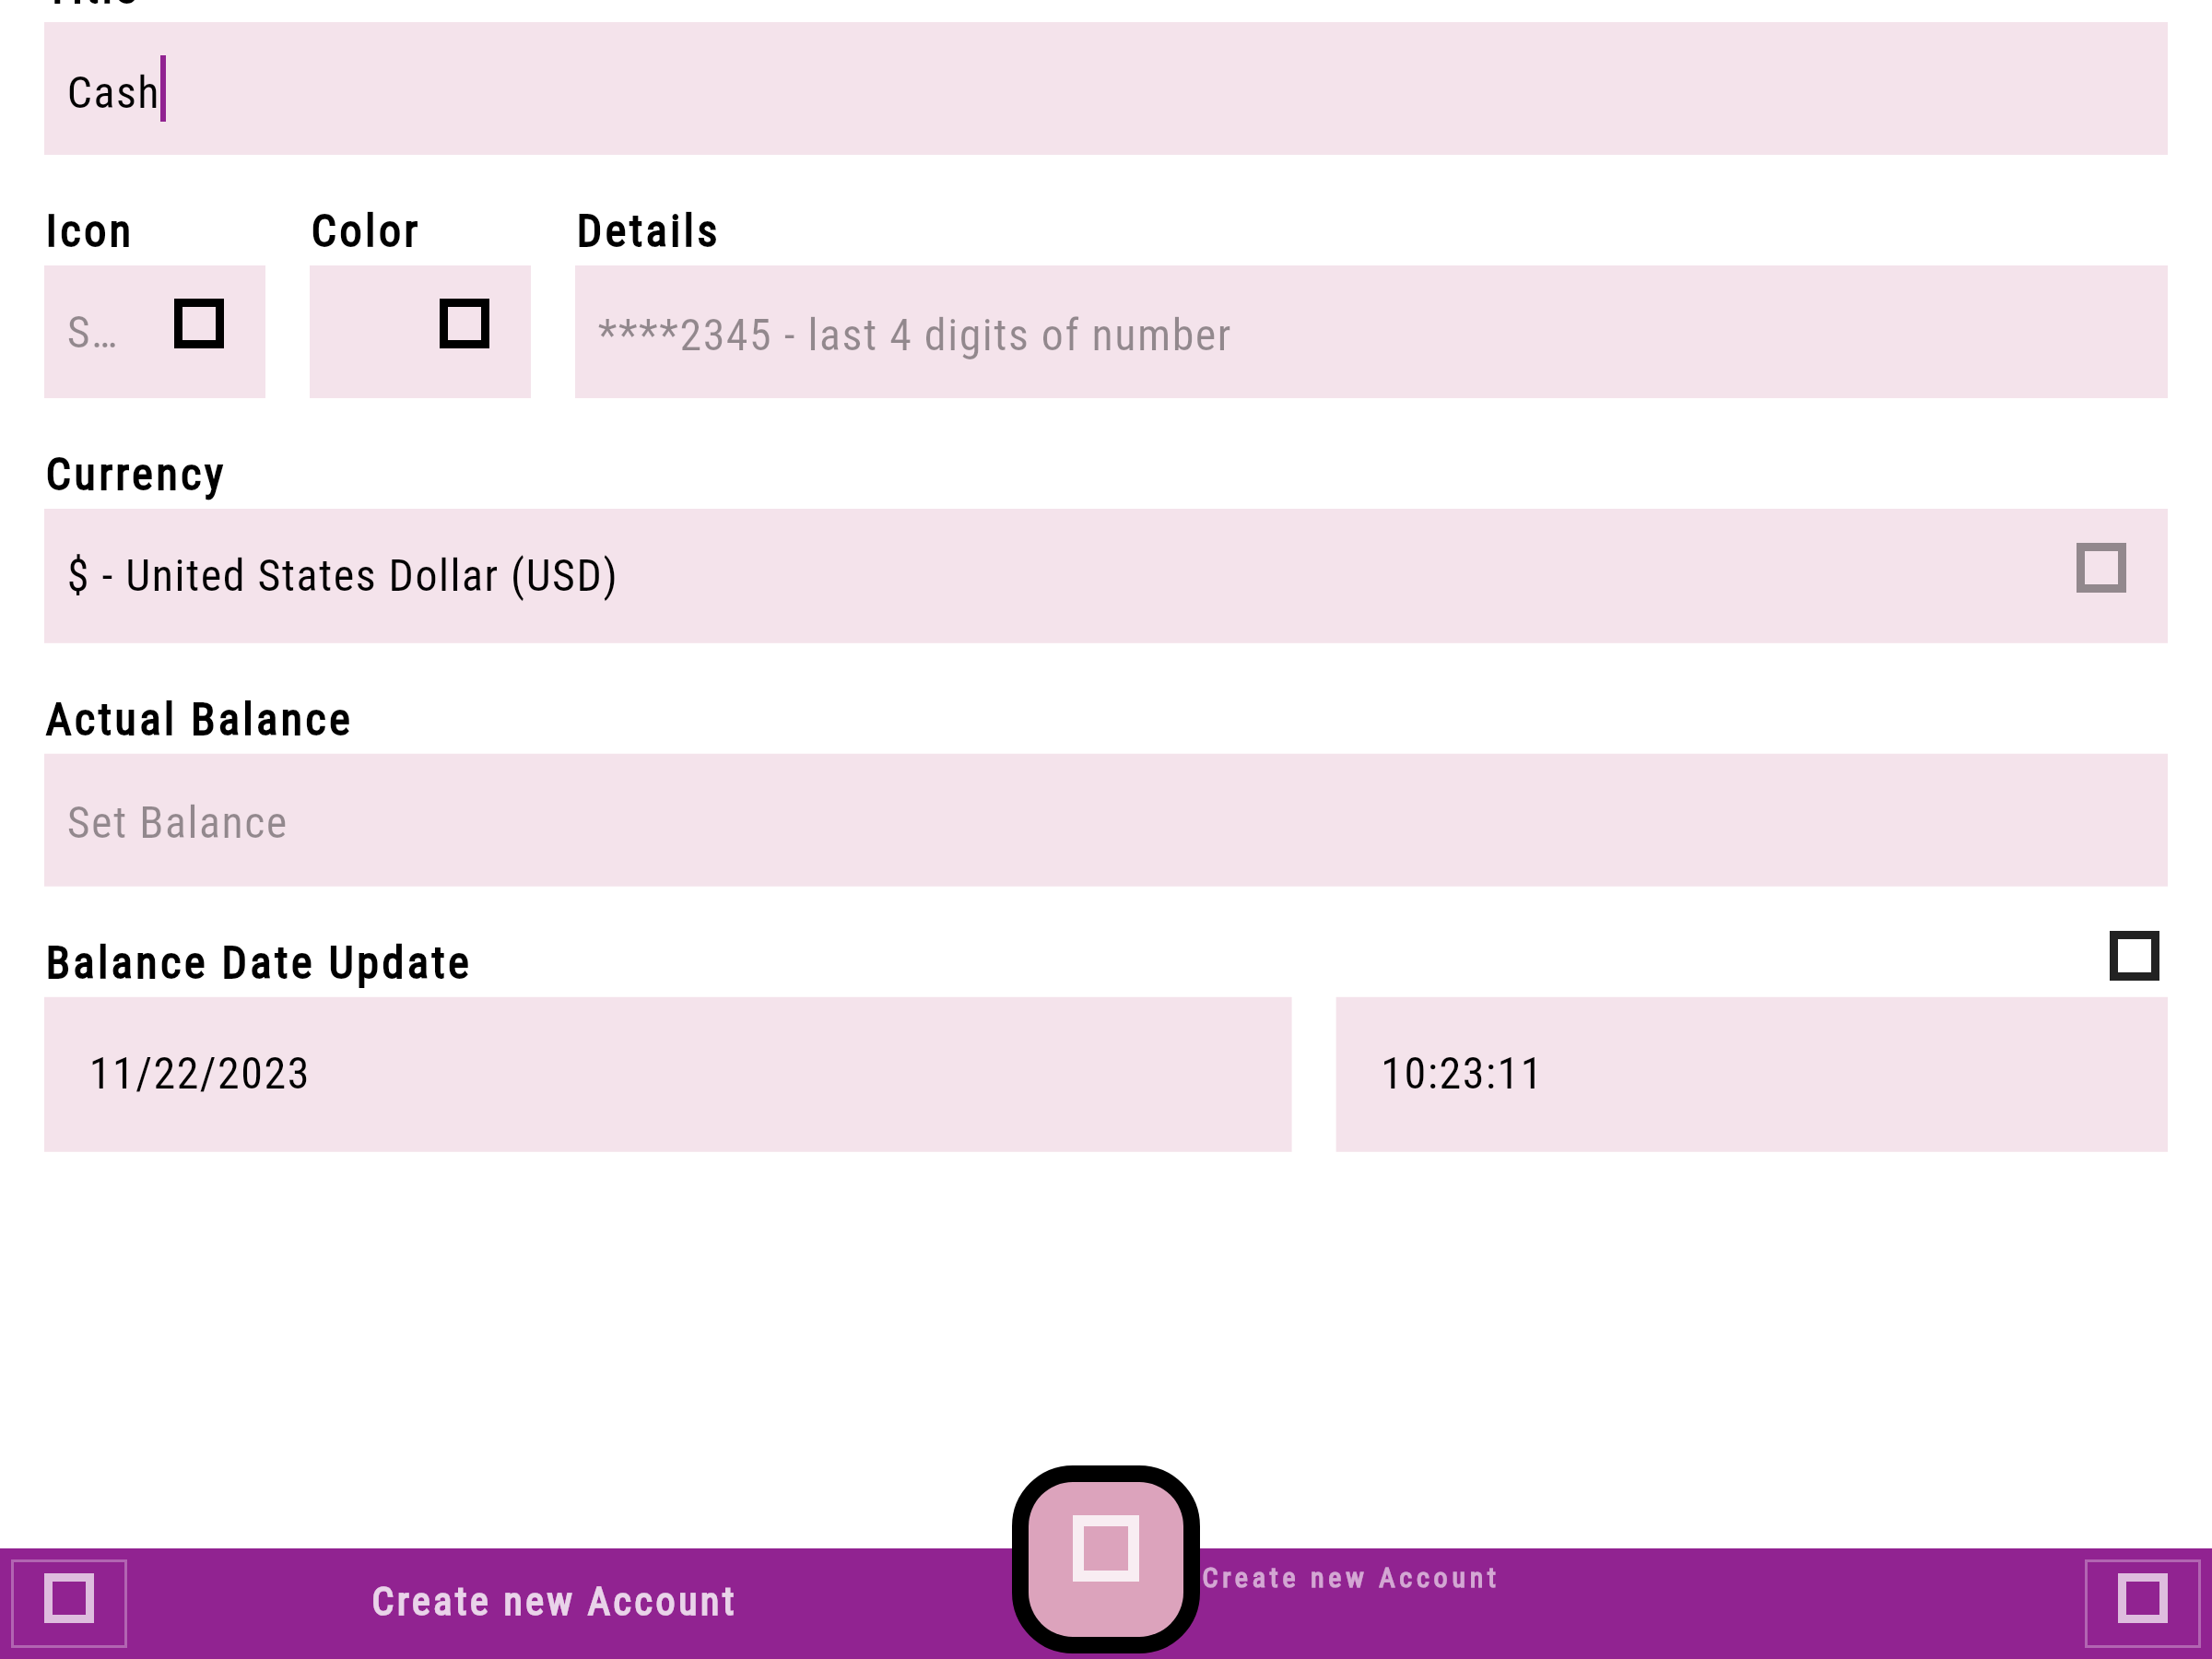 Title
Cash
Icon
Color
Details
S…
****2345 - last 4 digits of number
Currency
$ - United States Dollar (USD)
Actual Balance
Set Balance
Balance Date Update
11/22/2023
10:23:11
Create new Account
Create new Account